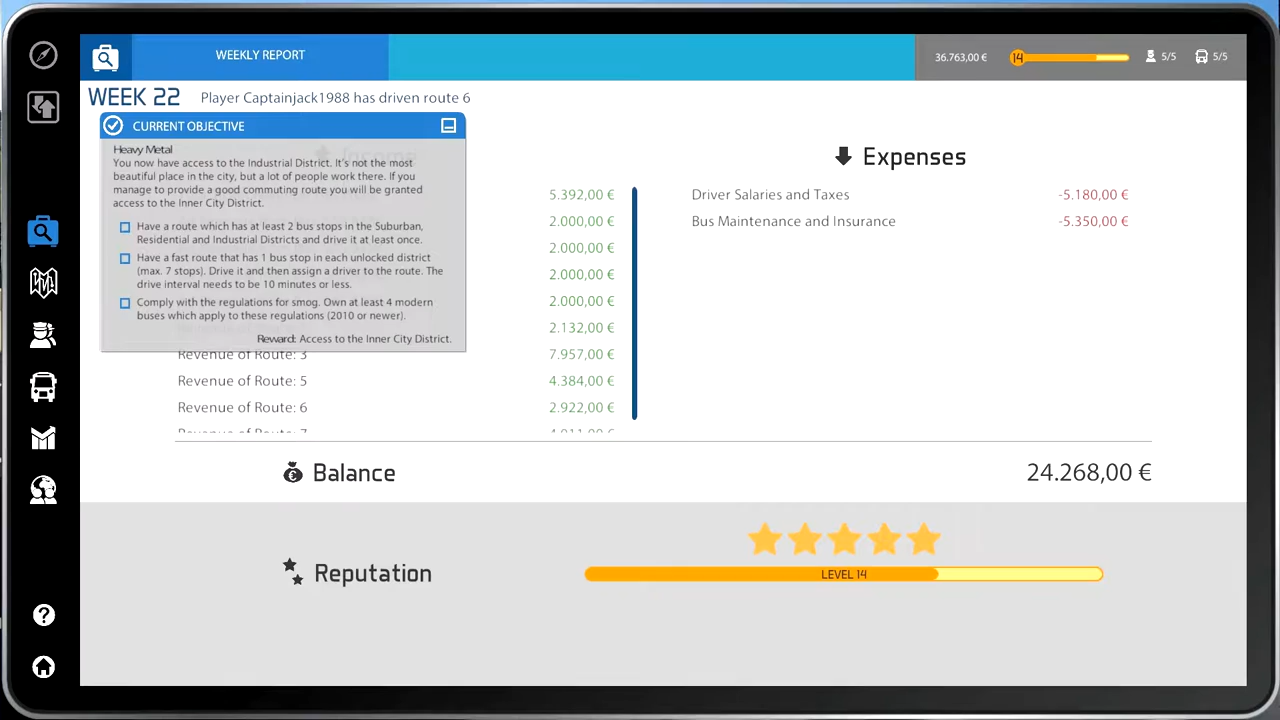 WEEKLY REPORT
36.763,00 €
14
5/5
5/5
WEEK 22
Player Captainjack1988 has driven route 6
CURRENT OBJECTIVE
Heavy Metal
You now have access to the Industrial District. It's not the most
beautiful place in the city, but a lot of people work there. If you
manage to provide a good commuting route you will be granted
access to the Inner City District.
Have a route which has at least 2 bus stops in the Suburban,
Residential and Industrial Districts and drive it at least once.
Have a fast route that has 1 bus stop in each unlocked district
(max. 7 stops). Drive it and then assign a driver to the route. The
drive interval needs to be 10 minutes or less.
Comply with the regulations for smog. Own at least 4 modern
buses which apply to these regulations (2010 or newer).
Reward: Access to the Inner City District.
Income
5.392,00 €
2.000,00 €
2.000,00 €
2.000,00 €
2.000,00 €
2.132,00 €
Revenue of Route: 3 7.957,00 €
Revenue of Route: 5 4.384,00 €
Revenue of Route: 6 2.922,00 €
Revenue of Route: 7
Expenses
Driver Salaries and Taxes -5.180,00 €
Bus Maintenance and Insurance -5.350,00 €
Balance 24.268,00 €
Reputation
LEVEL 14